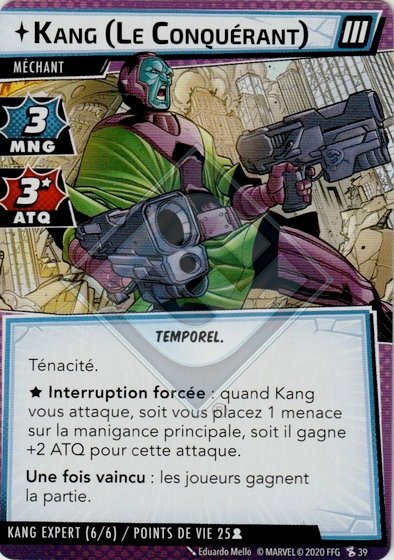 KANG (LE CONQUÉRANT)
III
MÉCHANT
3
MNG
3★
ATQ
TEMPOREL.
Ténacité.
★ Interruption forcée : quand Kang
vous attaque, soit vous placez 1 menace
sur la manigance principale, soit il gagne
+2 ATQ pour cette attaque.
Une fois vaincu : les joueurs gagnent
la partie.
KANG EXPERT (6/6) / POINTS DE VIE 25
Eduardo Mello © MARVEL © 2020 FFG 39